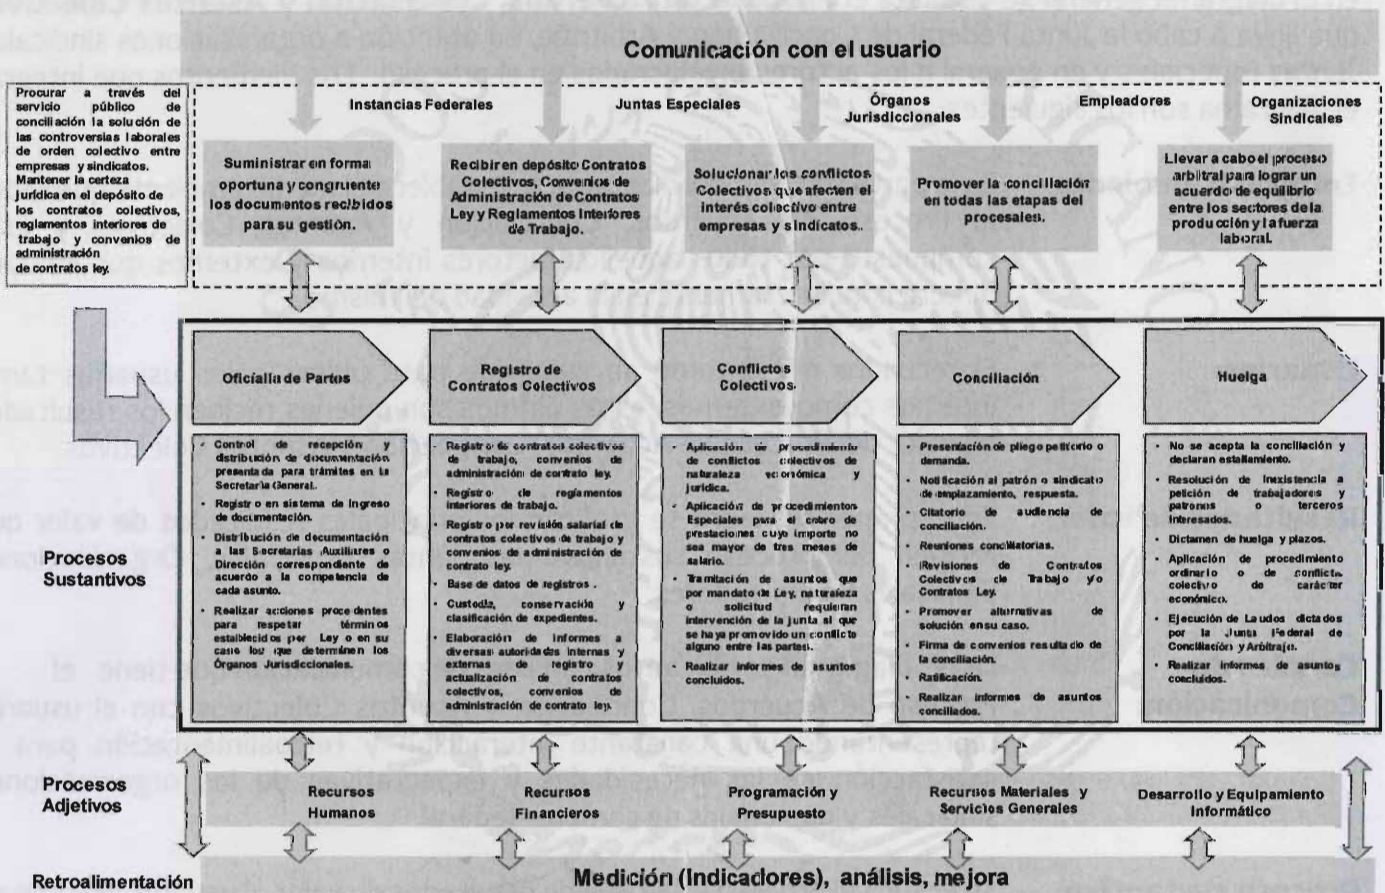 Comunicación con el usuario
Procurar a través del
servicio público de
conciliación la solución de
las controversias laborales
de orden colectivo entre
empresas y sindicatos.
Mantener la certeza
jurídica en el depósito de
los contratos colectivos,
reglamentos interiores de
trabajo y convenios de
administración
de contratos ley.
Instancias Federales
Juntas Especiales
Órganos
Jurisdiccionales
Empleadores
Organizaciones
Sindicales
Suministrar en forma
oportuna y congruente
los documentos recibidos
para su gestión.
Recibir en depósito Contratos
Colectivos, Convenios de
Administración de Contratos
Ley y Reglamentos Interiores
de Trabajo.
Solucionar los conflictos
Colectivos que afecten el
interés colectivo entre
empresas y sindicatos.
Promover la conciliación
en todas las etapas del
procesales.
Llevar a cabo el proceso
arbitral para lograr un
acuerdo de equilibrio
entre los sectores de la
producción y la fuerza
laboral.
Procesos
Sustantivos
Oficialía de Partes
Registro de
Contratos Colectivos
Conflictos
Colectivos.
Conciliación
Huelga
• Control de recepción y
distribución de documentación
presentada para trámites en la
Secretaría General.
• Registro en sistema de ingreso
de documentación
• Distribución de documentación
a las Secretarias Auxiliares o
Dirección correspondiente de
acuerdo a la competencia de
cada asunto.
• Realizar acciones procedentes
para respetar términos
establecidos por Ley o en su
caso los que determinen los
Órganos Jurisdiccionales.
• Registro de contratos colectivos
de trabajo, convenios de
administración de contrato ley.
• Registro de reglamentos
interiores de trabajo.
• Registro por revisión salarial de
contratos colectivos de trabajo y
convenios de administración de
contrato ley.
• Base de datos de registros .
• Custodia, conservación y
clasificación de expedientes.
• Elaboración de informes a
diversas autoridades internas y
externas de registro y
actualización de contratos
colectivos, convenios de
administración de contrato ley.
• Aplicación de procedimiento
de conflictos colectivos de
naturaleza económica y
jurídica.
• Aplicación de procedimientos
Especiales para el cobro de
prestaciones cuyo importe no
sea mayor de tres meses de
salario.
• Tramitación de asuntos que
por mandato de Ley, naturaleza
o solicitud requieran
intervención de la junta al que
se haya promovido un conflicto
alguno entre las partes.
• Realizar informes de asuntos
concluidos.
• Presentación de pliego petitorio o
demanda.
• Notificación al patrón o sindicato
de emplazamiento, respuesta.
• Citatorio de audiencia de
conciliación.
• Reuniones conciliatorias.
• Revisiones de Contratos
Colectivos de Trabajo y/o
Contratos Ley.
• Promover alternativas de
solución en su caso.
• Firma de convenios resultado de
la conciliación.
• Ratificación.
• Realizar informes de asuntos
conciliados.
• No se acepta la conciliación y
declaran estallamiento.
• Resolución de Inexistencia a
petición de trabajadores y
patronos o terceros
interesados.
• Dictamen de huelga y plazos.
• Aplicación de procedimiento
ordinario o de conflicto
colectivo de carácter
económico.
• Ejecución de Laudos dictados
por la Junta Federal de
Conciliación y Arbitraje.
• Realizar informes de asuntos
concluidos.
Procesos
Adjetivos
Recursos
Humanos
Recursos
Financieros
Programación y
Presupuesto
Recursos Materiales y
Servicios Generales
Desarrollo y Equipamiento
Informático
Retroalimentación
Medición (Indicadores), análisis, mejora